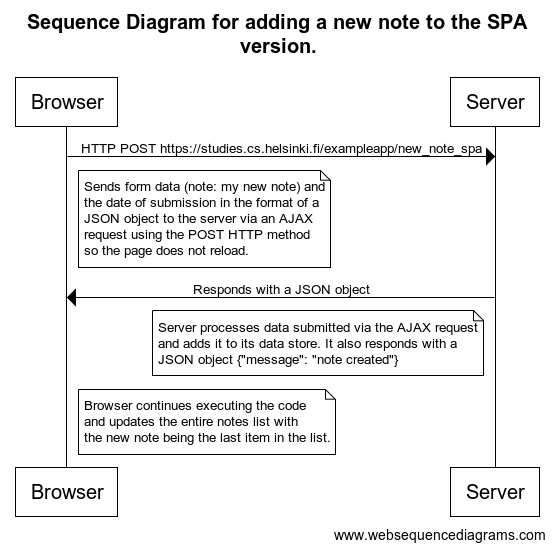 Sequence Diagram for adding a new note to the SPA
version.
Browser
Server
HTTP POST https://studies.cs.helsinki.fi/exampleapp/new_note_spa
Sends form data (note: my new note) and
the date of submission in the format of a
JSON object to the server via an AJAX
request using the POST HTTP method
so the page does not reload.
Responds with a JSON object
Server processes data submitted via the AJAX request
and adds it to its data store. It also responds with a
JSON object {"message": "note created"}
Browser continues executing the code
and updates the entire notes list with
the new note being the last item in the list.
Browser
Server
www.websequencediagrams.com